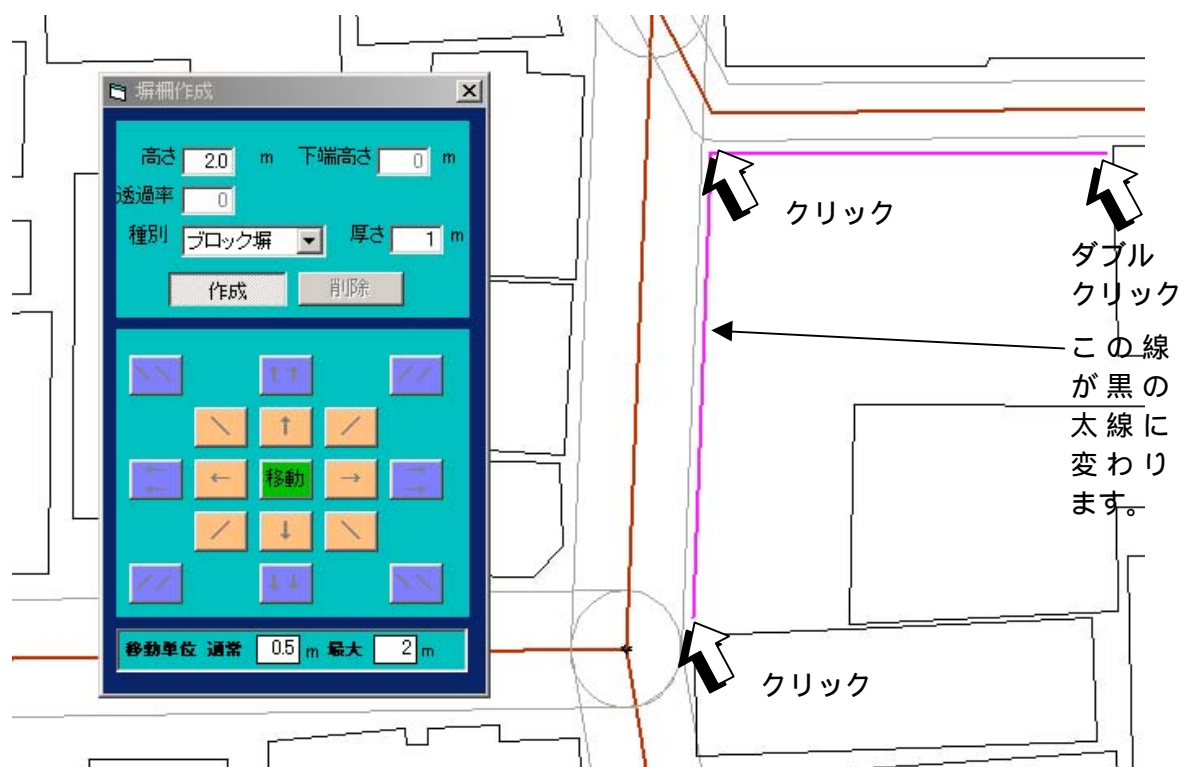 塀柵作成
高さ 2.0 m 下端高さ 0 m
透過率 0
種別 ブロック塀 厚さ 1 m
作成 削除
↑↑
↑
← 移動 →
↓
↓↓
移動単位 通常 0.5 m 最大 2 m
クリック
ダブル
クリック
この線
が黒の
太線に
変わり
ます。
クリック